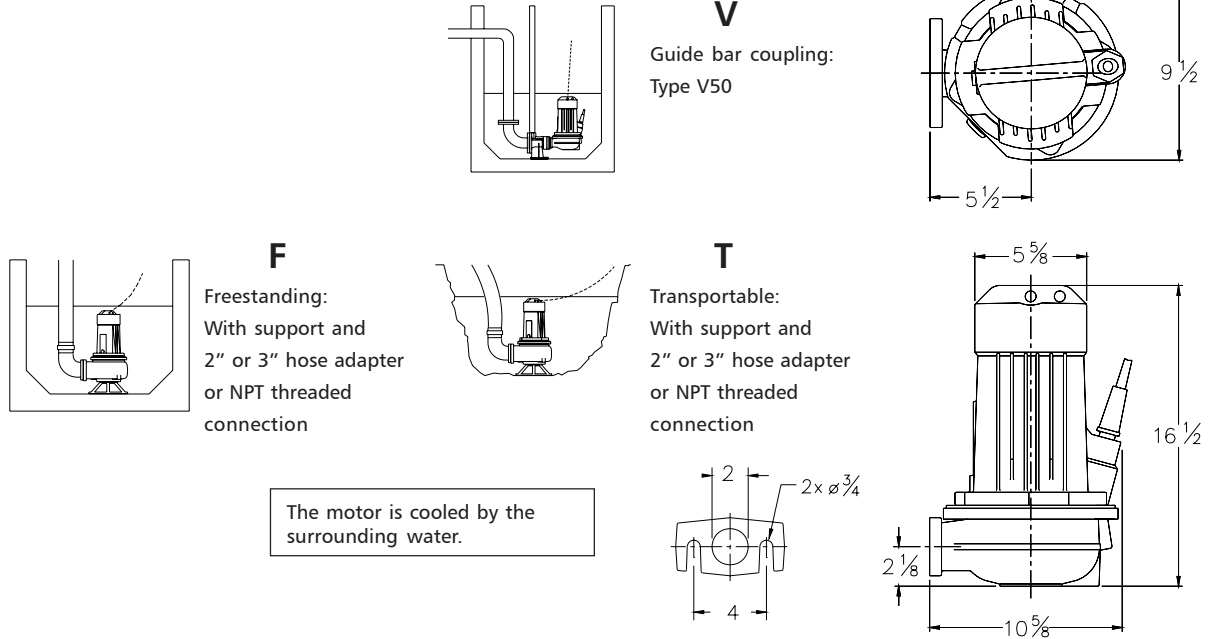 V
Guide bar coupling:
Type V50
9 ½
5 ½
F
Freestanding:
With support and
2” or 3” hose adapter
or NPT threaded
connection
T
Transportable:
With support and
2” or 3” hose adapter
or NPT threaded
connection
The motor is cooled by the
surrounding water.
2
2x ø ¾
4
5 ⅝
16 ½
2 ⅛
10 ⅝